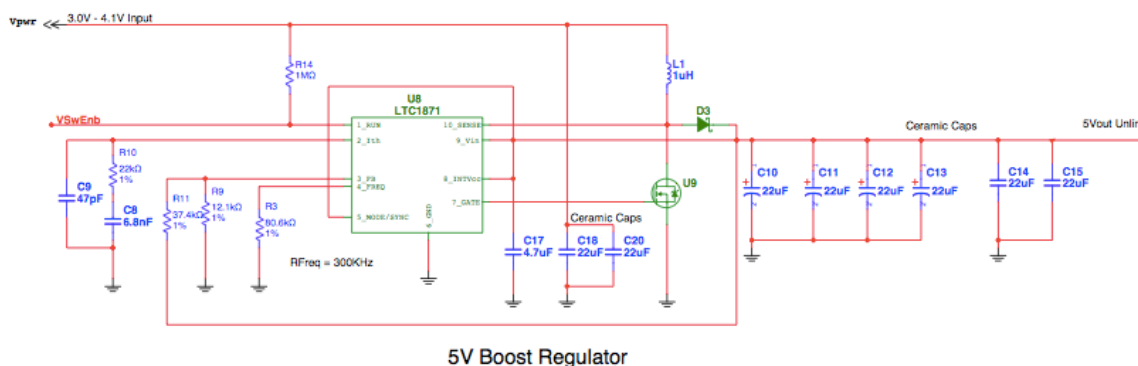 Vpwr
3.0V - 4.1V Input
R14
1MΩ
L1
1uH
U8
LTC1871
D3
VSwEnb
1_RUN
10_SENSE
Ceramic Caps
5Vout Unlin
2_Ith
9_Vin
R10
22kΩ
1%
C9
47pF
R11
37.4kΩ
1%
R9
12.1kΩ
1%
3_FB
4_FREQ
8_INTVcc
U9
C10
22uF
C11
22uF
C12
22uF
C13
22uF
C14
22uF
C15
22uF
C8
6.8nF
R3
80.6kΩ
1%
7_GATE
5_MODE/SYNC
6_GND
Ceramic Caps
C17
4.7uF
C18
22uF
C20
22uF
RFreq = 300KHz
5V Boost Regulator